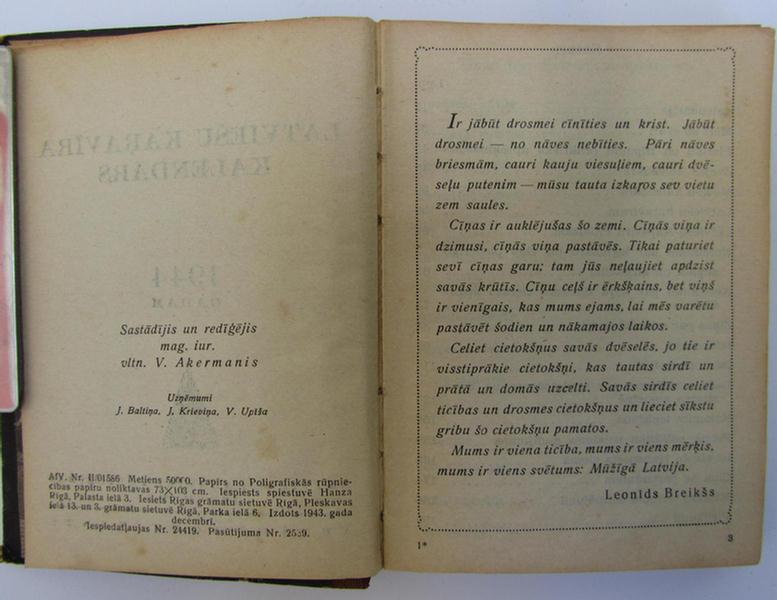 LATVIEŠU KARAVĪRA
KALENDĀRS
1944
GADAM
Sastādījis un rediģējis
mag. iur.
vltn. V. Akermanis
Uzņēmumi
J. Baltiņa, J. Krieviņa, V. Upīša
AfV. Nr. II/01586 Metiens 50000. Papīrs no Poligrafiskās rūpnie-
cības papīru noliktavas 73×103 cm. Iespiests spiestuvē Hanza
Rīgā, Palasta ielā 3. Iesiets Rīgas grāmatu sietuvē Rīgā, Pleskavas
ielā 13. un 3. grāmatu sietuvē Rīgā, Parka ielā 6. Izdots 1943. gada
decembrī.
Iespiedatļaujas Nr. 24419. Pasūtījuma Nr.
Ir jābūt drosmei cīnīties un krist. Jābūt
drosmei — no nāves nebīties. Pāri nāves
briesmām, cauri kauju viesuļiem, cauri dvē-
seļu putenim — mūsu tauta izkaŗos sev vietu
zem saules.
Cīņas ir auklējušas šo zemi. Cīņās viņa ir
dzimusi, cīņās viņa pastāvēs. Tikai paturiet
sevī cīņas garu; tam jūs neļaujiet apdzist
savās krūtīs. Cīņu ceļš ir ērkšķains, bet viņš
ir vienīgais, kas mums ejams, lai mēs varētu
pastāvēt šodien un nākamajos laikos.
Celiet cietokšņus savās dvēselēs, jo tie ir
visstiprākie cietokšņi, kas tautas sirdī un
prātā un domās uzcelti. Savās sirdīs celiet
ticības un drosmes cietokšņus un lieciet sīkstu
gribu šo cietokšņu pamatos.
Mums ir viena ticība, mums ir viens mērķis,
mums ir viens svētums: Mūžīgā Latvija.
Leonīds Breikšs
1*
3